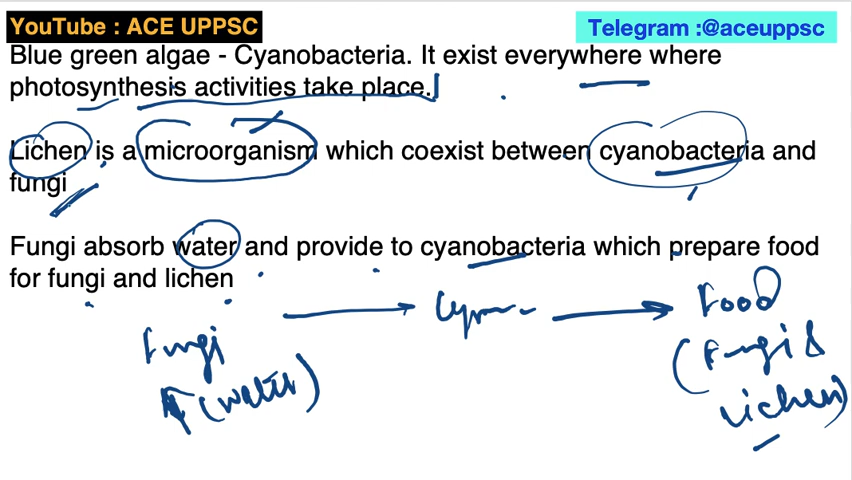 YouTube : ACE UPPSC
Telegram :@aceuppsc
Blue green algae - Cyanobacteria. It exist everywhere where
photosynthesis activities take place.
Lichen is a microorganism which coexist between cyanobacteria and
fungi
Fungi absorb water and provide to cyanobacteria which prepare food
for fungi and lichen
Food
Fungi
(Fungi &
(water)
Lichen)